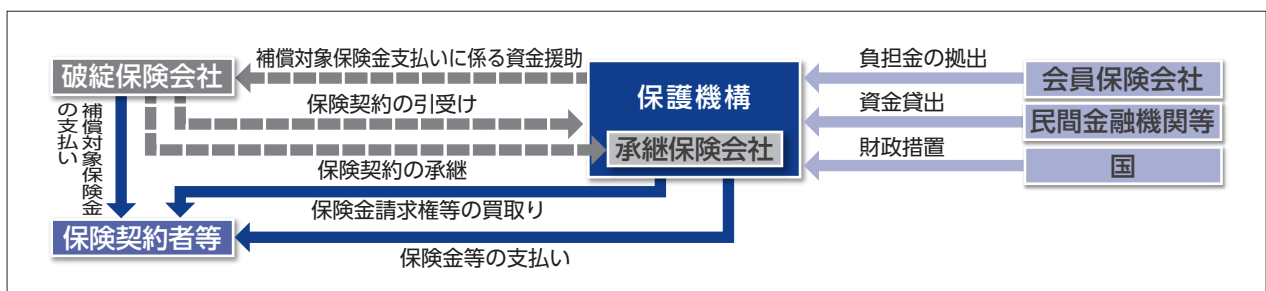 補償対象保険金支払いに係る資金援助
破綻保険会社
保険契約の引受け
保険契約の承継
補償対象保険金
の支払い
保険契約者等
保険金請求権等の買取り
保険金等の支払い
保護機構
承継保険会社
負担金の拠出
会員保険会社
資金貸出
民間金融機関等
財政措置
国